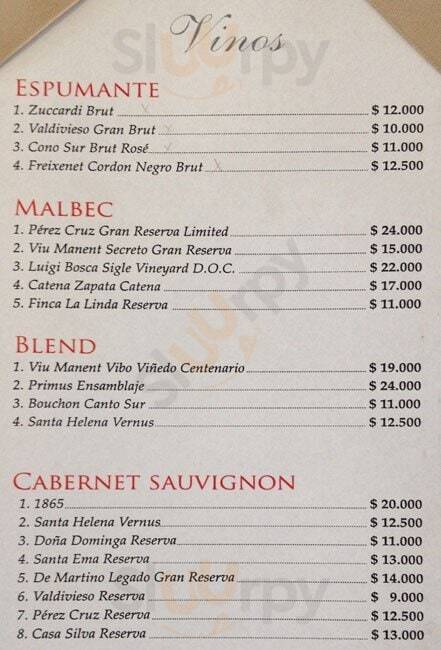 Vinos
ESPUMANTE
1. Zuccardi Brut $ 12.000
2. Valdivieso Gran Brut $ 10.000
3. Cono Sur Brut Rosé $ 11.000
4. Freixenet Cordon Negro Brut $ 12.500
MALBEC
1. Pérez Cruz Gran Reserva Limited $ 24.000
2. Viu Manent Secreto Gran Reserva $ 15.000
3. Luigi Bosca Sigle Vineyard D.O.C. $ 22.000
4. Catena Zapata Catena $ 17.000
5. Finca La Linda Reserva $ 11.000
BLEND
1. Viu Manent Vibo Viñedo Centenario $ 19.000
2. Primus Ensamblaje $ 24.000
3. Bouchon Canto Sur $ 11.000
4. Santa Helena Vernus $ 12.500
CABERNET SAUVIGNON
1. 1865 $ 20.000
2. Santa Helena Vernus $ 12.500
3. Doña Dominga Reserva $ 11.000
4. Santa Ema Reserva $ 13.000
5. De Martino Legado Gran Reserva $ 14.000
6. Valdivieso Reserva $ 9.000
7. Pérez Cruz Reserva $ 12.500
8. Casa Silva Reserva $ 13.000
Sluurpy
Sluurpy
Sluurpy